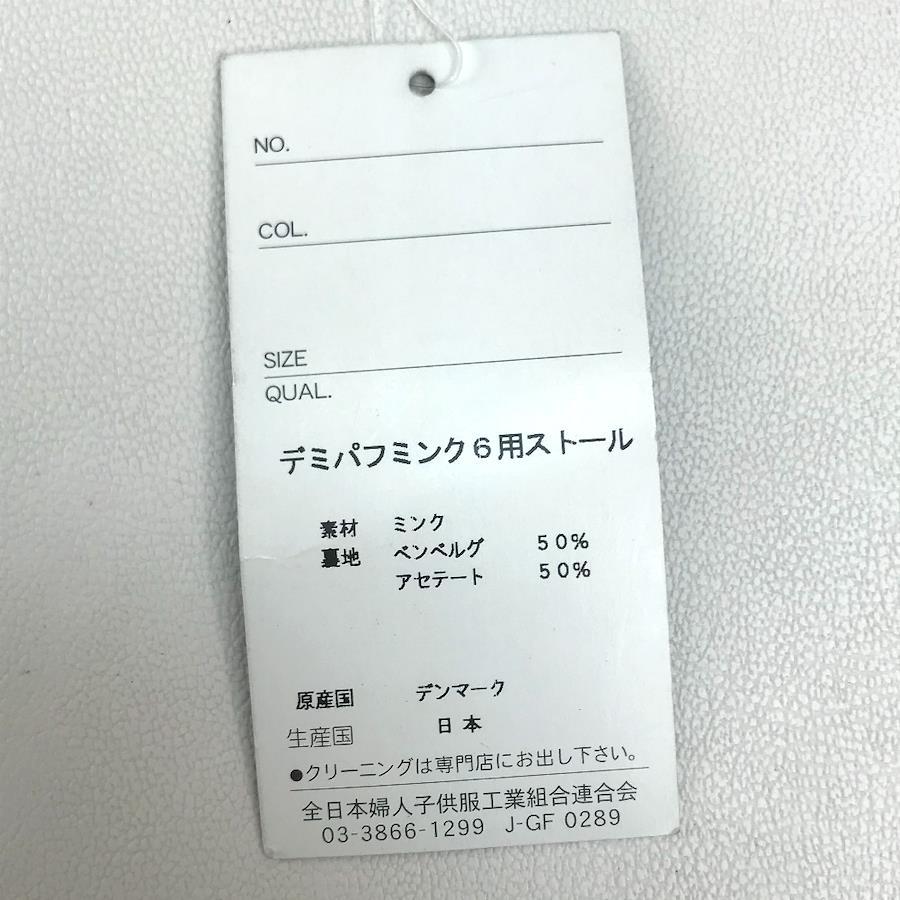 NO.
COL.
SIZE
QUAL.
デミパフミンク6用ストール
素材 ミンク
裏地 ベンベルグ 50%
アセテート 50%
原産国 デンマーク
生産国 日本
●クリーニングは専門店にお出し下さい。
全日本婦人子供服工業組合連合会
03-3866-1299 J-GF 0289